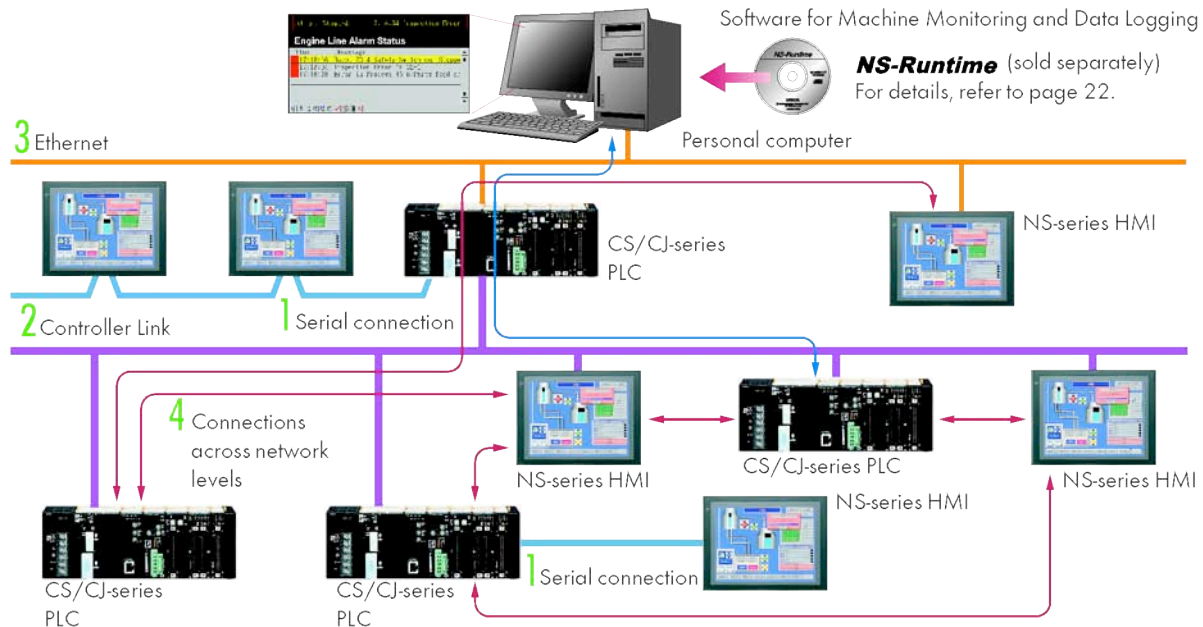 Software for Machine Monitoring and Data Logging
Engine Line Alarm Status
NS-Runtime
NS-Runtime (sold separately)
For details, refer to page 22.
Personal computer
3 Ethernet
CS/CJ-series
PLC
NS-series HMI
2 Controller Link
1 Serial connection
4 Connections
across network
levels
NS-series HMI
CS/CJ-series PLC
NS-series HMI
NS-series HMI
1 Serial connection
CS/CJ-series
PLC
CS/CJ-series
PLC